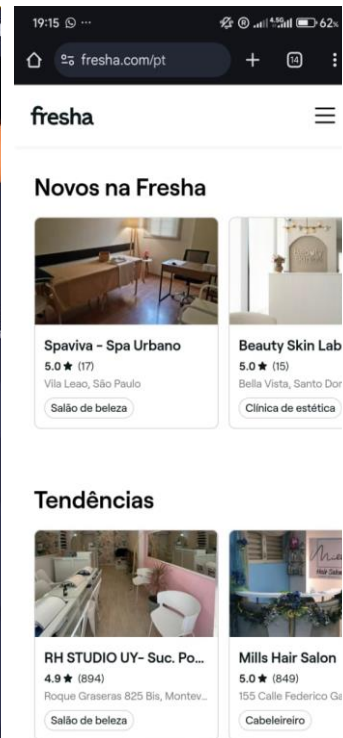 19:15
4.5G
62%
fresha.com/pt
14
fresha
Novos na Fresha
Spaviva - Spa Urbano
5.0 ★ (17)
Vila Leao, São Paulo
Salão de beleza
Beauty Skin Lab
5.0 ★ (15)
Bella Vista, Santo Dor
Clínica de estética
Tendências
RH STUDIO UY- Suc. Po...
4.9 ★ (894)
Roque Graseras 825 Bis, Montev...
Salão de beleza
Mills Hair Salon
5.0 ★ (849)
155 Calle Federico Ga
Cabeleireiro